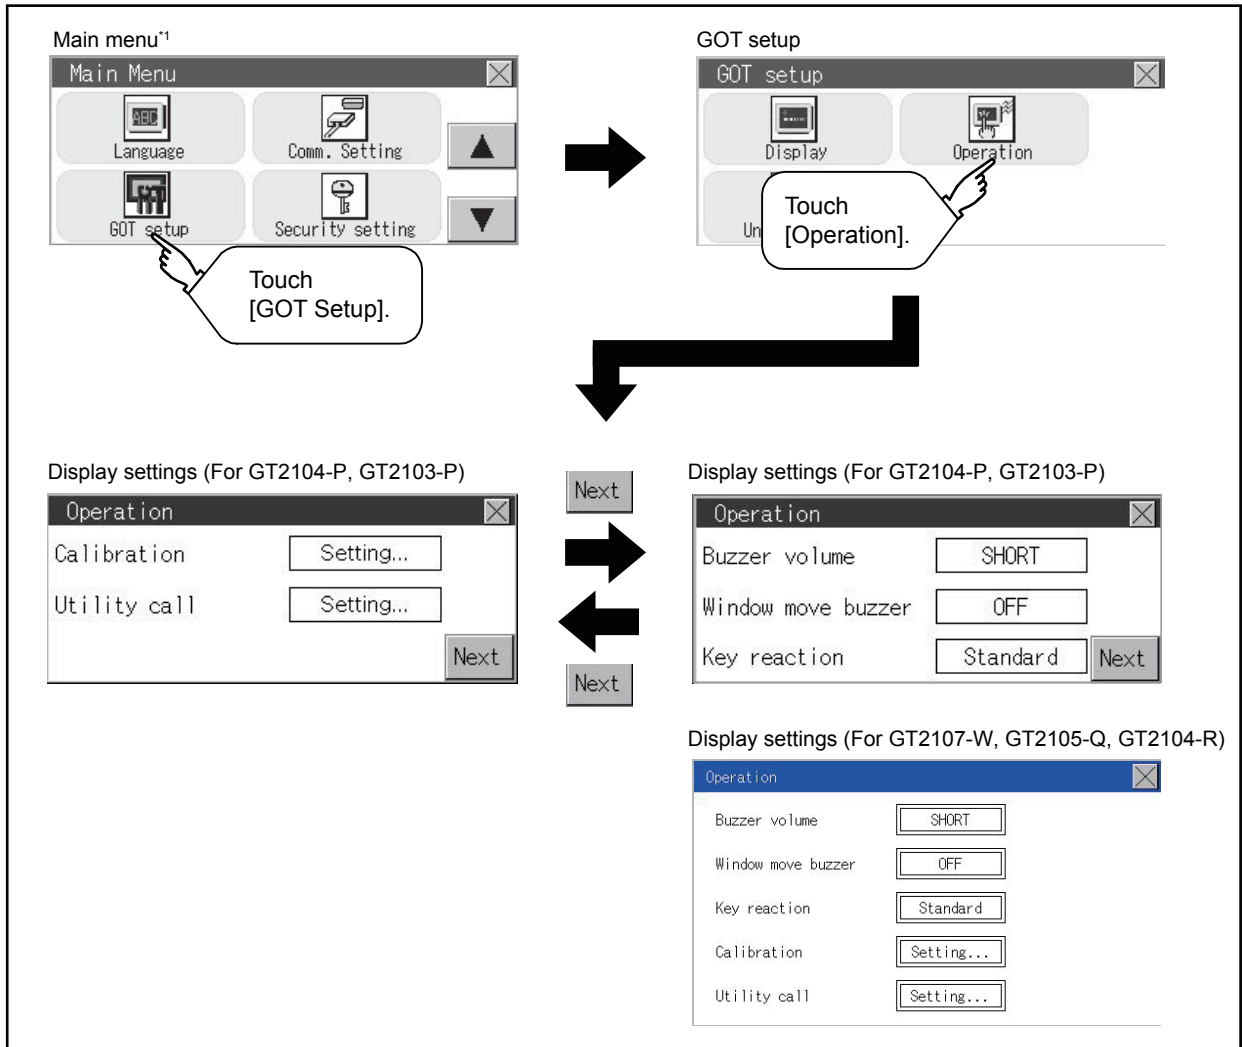 Main menu*1
Main Menu
ABC
Language
Comm. Setting
GOT setup
Security setting
Touch
[GOT Setup].
GOT setup
GOT setup
Display
Operation
Un
Touch
[Operation].
Display settings (For GT2104-P, GT2103-P)
Operation
Calibration Setting...
Utility call Setting...
Next
Next
Next
Display settings (For GT2104-P, GT2103-P)
Operation
Buzzer volume SHORT
Window move buzzer OFF
Key reaction Standard Next
Display settings (For GT2107-W, GT2105-Q, GT2104-R)
Operation
Buzzer volume SHORT
Window move buzzer OFF
Key reaction Standard
Calibration Setting...
Utility call Setting...